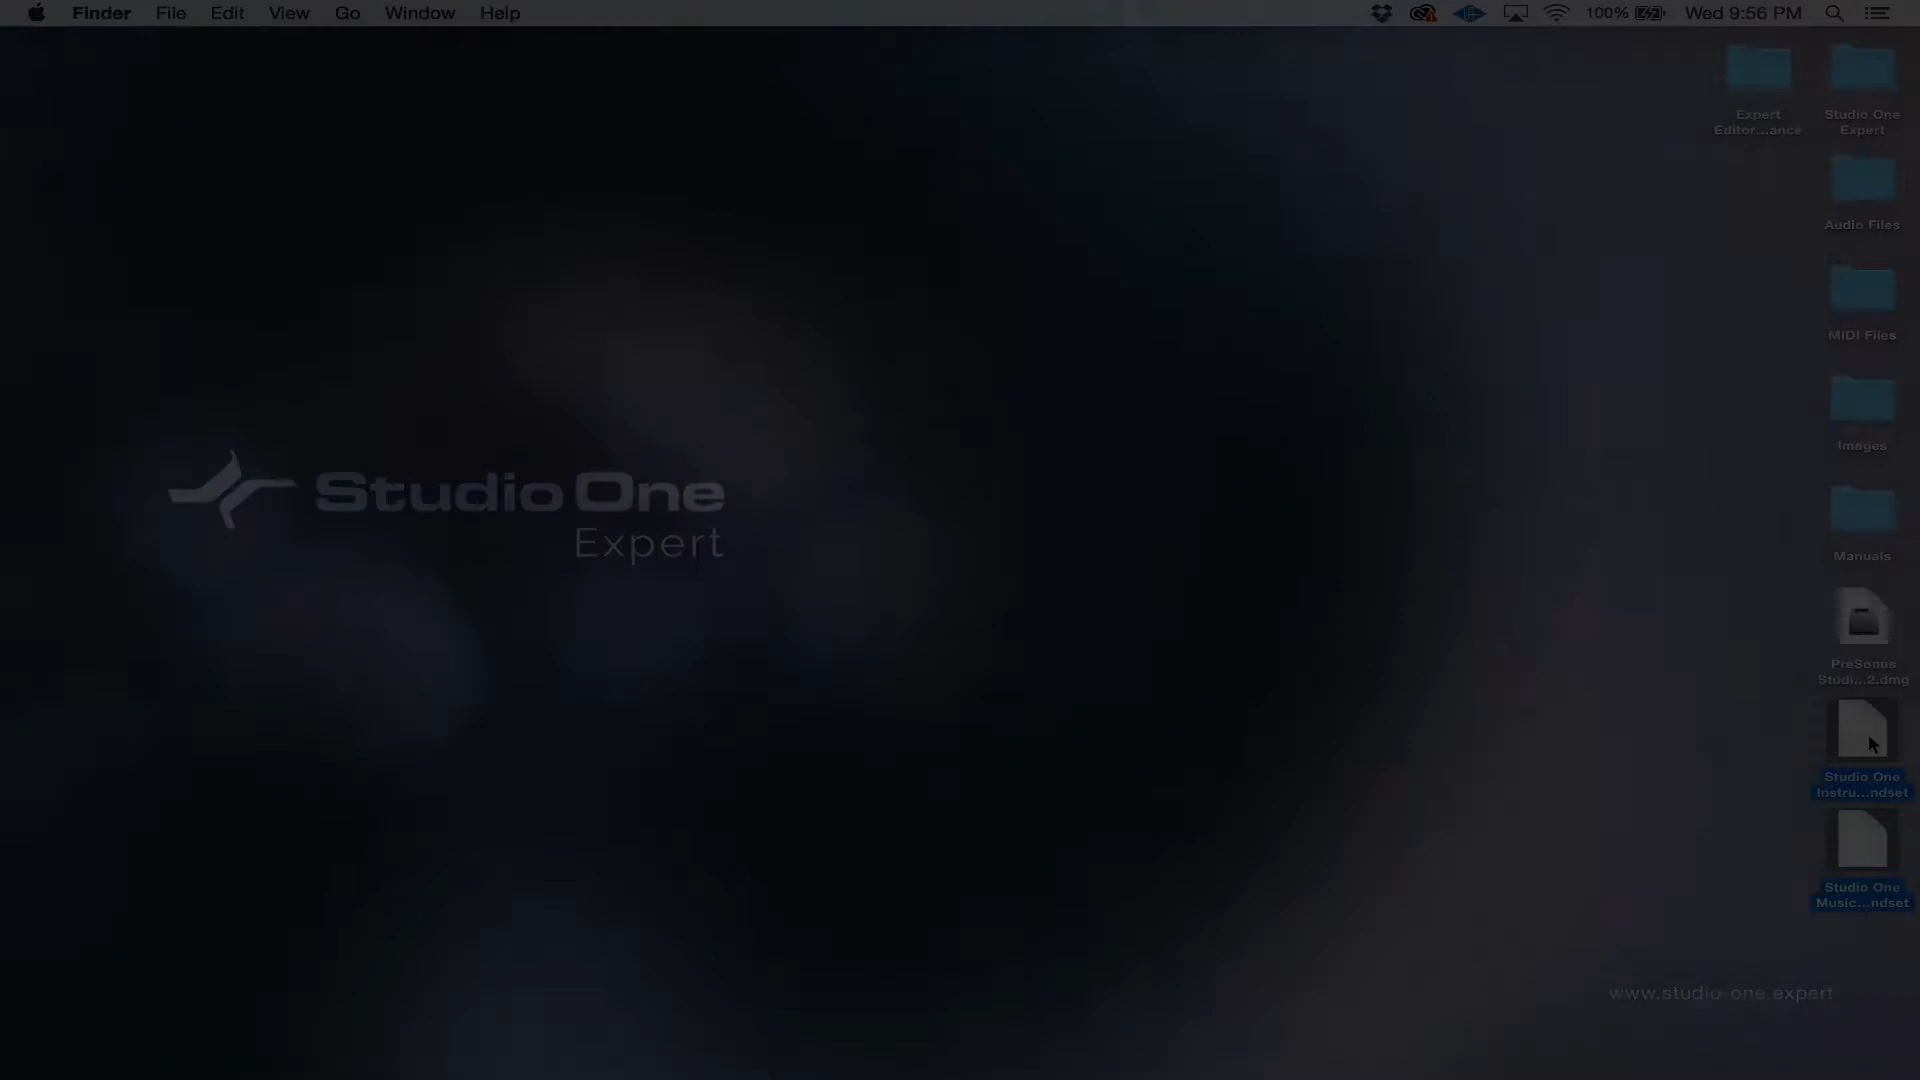 Finder File Edit View Go Window Help 100% Wed 9:56 PM
Expert
Editor...ance
Studio One
Expert
Audio Files
MIDI Files
Images
Studio One
Expert
Manuals
PreSonus
Studi...2.dmg
Studio One
Instru...ndset
Studio One
Music...ndset
www.studio-one.expert